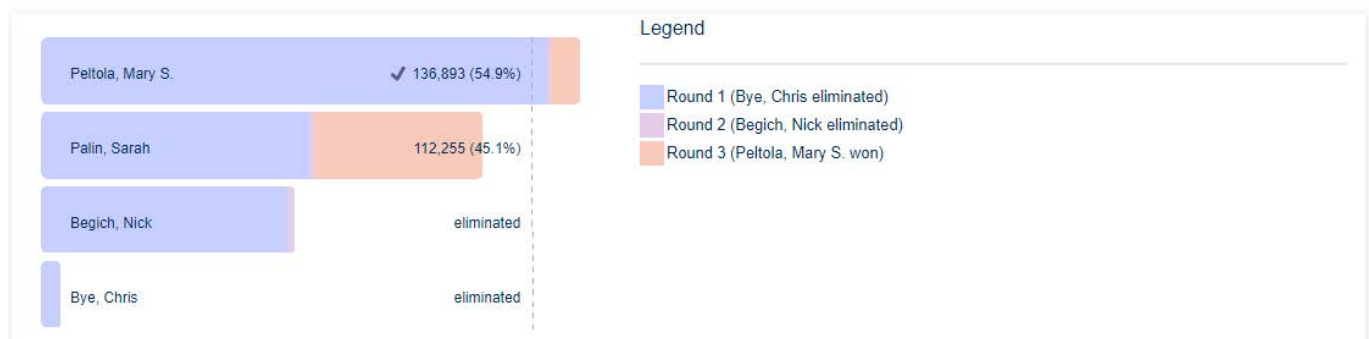 Peltola, Mary S. ✔ 136,893 (54.9%)
Palin, Sarah 112,255 (45.1%)
Begich, Nick eliminated
Bye, Chris eliminated
Legend
Round 1 (Bye, Chris eliminated)
Round 2 (Begich, Nick eliminated)
Round 3 (Peltola, Mary S. won)